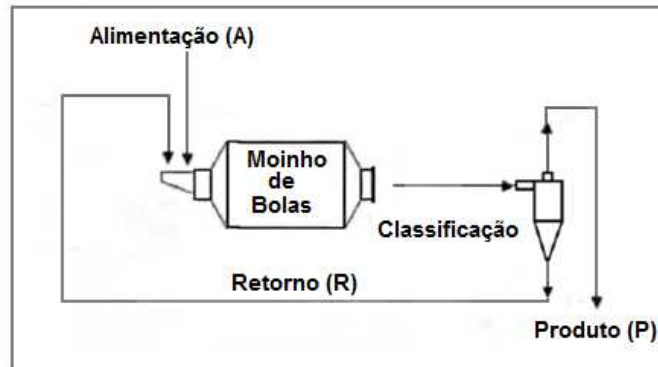 Alimentação (A)
Moinho
de
Bolas
Classificação
Retorno (R)
Produto (P)